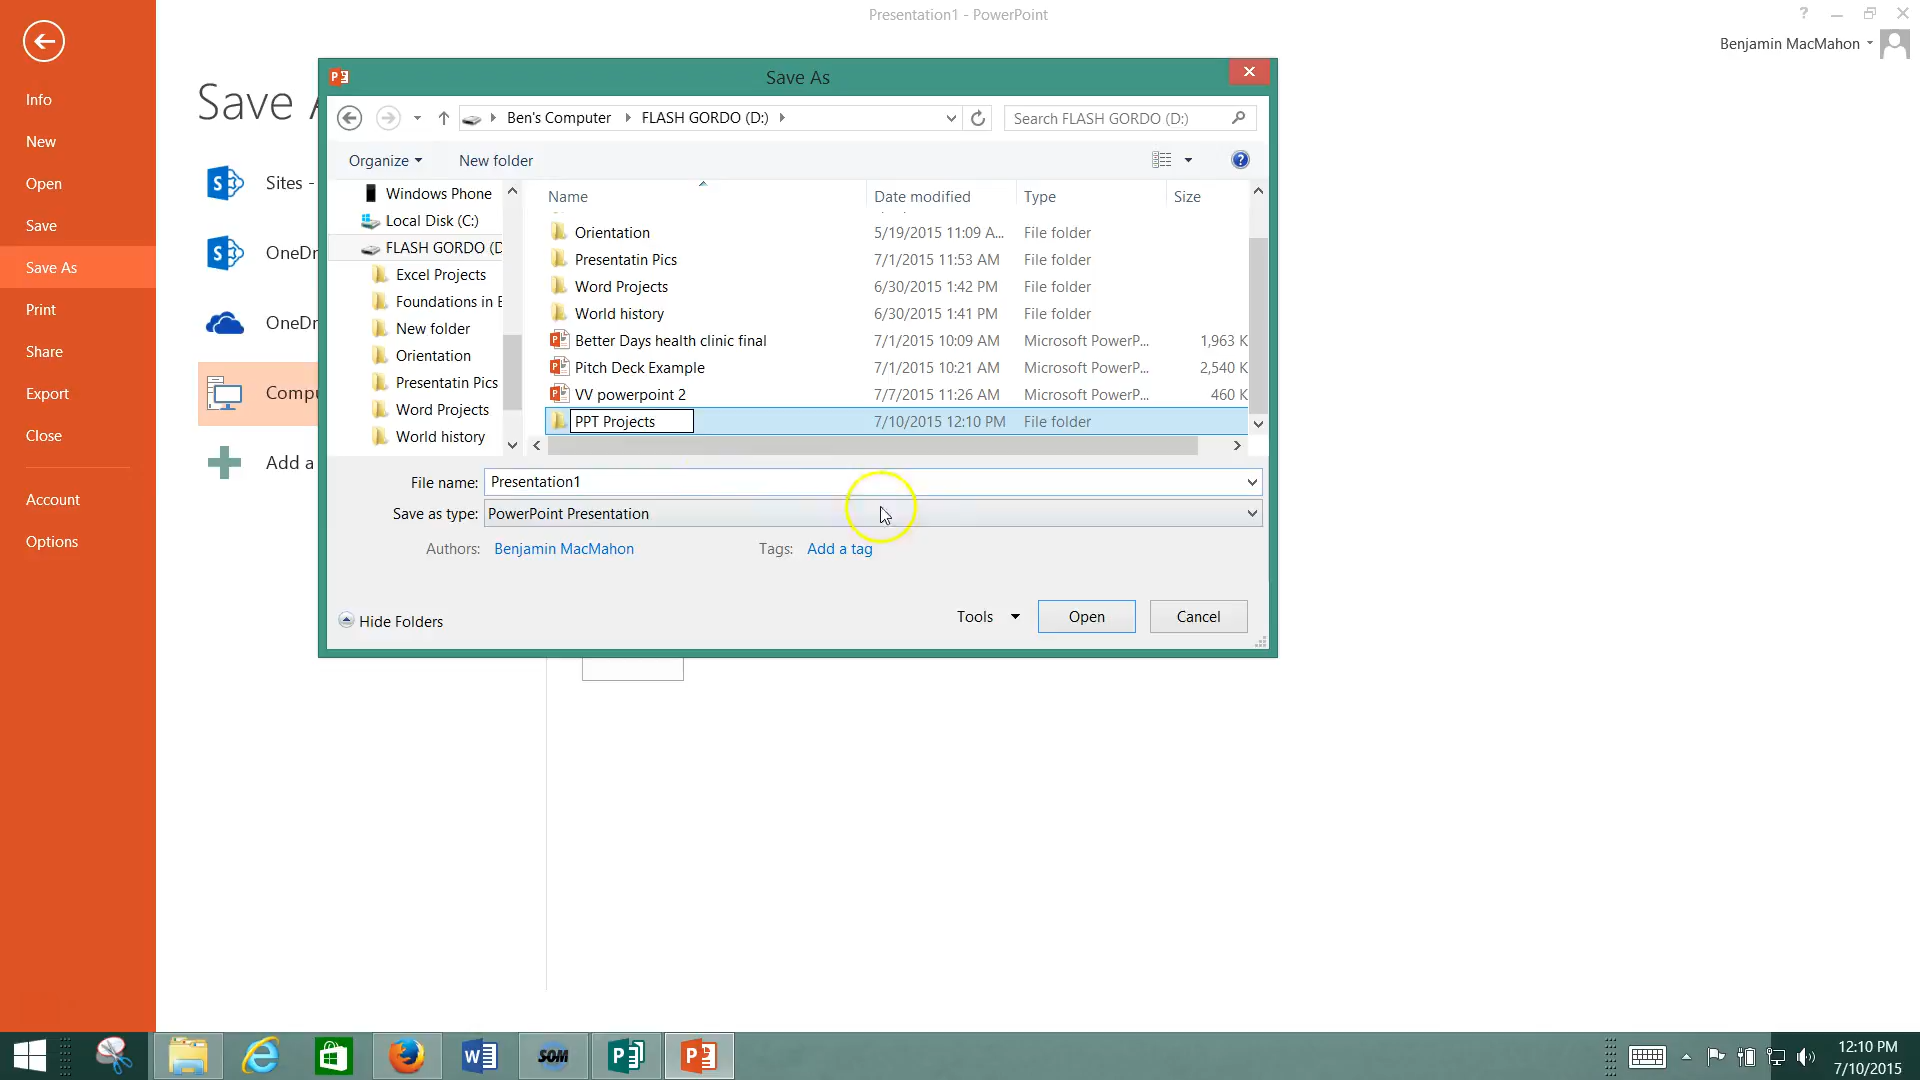 Presentation1 - PowerPoint
?
Benjamin MacMahon
Info
New
Open
Save
Save As
Print
Share
Export
Close
Account
Options
Save A
Sites -
OneDr
OneDr
Compu
Add a
Save As
Ben's Computer
FLASH GORDO (D:)
Search FLASH GORDO (D:)
Organize
New folder
?
Windows Phone
Local Disk (C:)
FLASH GORDO (D
Excel Projects
Foundations in E
New folder
Orientation
Presentatin Pics
Word Projects
World history
Name Date modified Type Size
Orientation 5/19/2015 11:09 A... File folder
Presentatin Pics 7/1/2015 11:53 AM File folder
Word Projects 6/30/2015 1:42 PM File folder
World history 6/30/2015 1:41 PM File folder
Better Days health clinic final 7/1/2015 10:09 AM Microsoft PowerP... 1,963 K
Pitch Deck Example 7/1/2015 10:21 AM Microsoft PowerP... 2,540 K
VV powerpoint 2 7/7/2015 11:26 AM Microsoft PowerP... 460 K
PPT Projects 7/10/2015 12:10 PM File folder
File name: Presentation1
Save as type: PowerPoint Presentation
Authors: Benjamin MacMahon Tags: Add a tag
Hide Folders
Tools
Open
Cancel
SOM
12:10 PM
7/10/2015